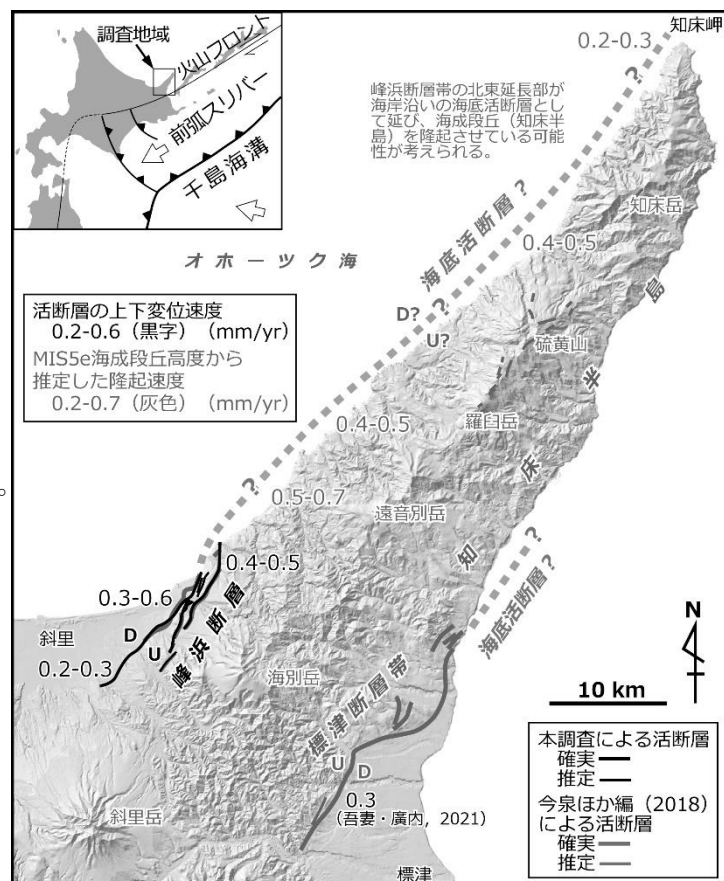 調査地域
火山フロント
前弧スリバー
千島海溝
知床岬
0.2-0.3
?
峰浜断層帯の北東延長部が
海岸沿いの海底活断層として
延び、海成段丘（知床半
島）を隆起させている可能
性が考えられる。
知床岳
海底活断層?
0.4-0.5
オホーツク海
?
D?
U?
活断層の上下変位速度
0.2-0.6（黒字）（mm/yr）
MIS5e海成段丘高度から
推定した隆起速度
0.2-0.7（灰色）（mm/yr）
硫黄山
羅臼岳
知床半島
0.4-0.5
?
0.5-0.7
遠音別岳
?
海底活断層?
0.4-0.5
0.3-0.6
D
U
峰浜断層
斜里
0.2-0.3
海別岳
標津断層帯
U
D
0.3
（吾妻・廣内, 2021）
斜里岳
標津
N
10 km
本調査による活断層
確実
推定
今泉ほか編（2018）
による活断層
確実
推定
。